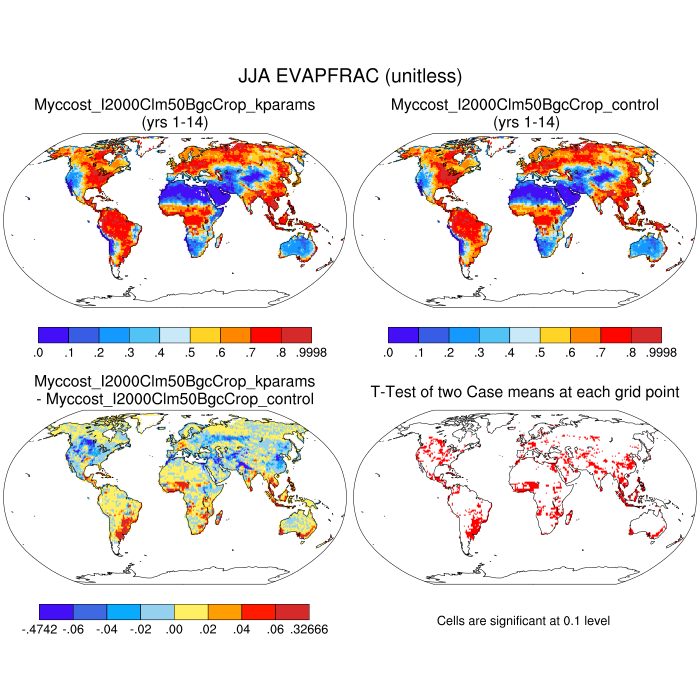 JJA EVAPFRAC (unitless)
Myccost_I2000Clm50BgcCrop_kparams
(yrs 1-14)
Myccost_I2000Clm50BgcCrop_control
(yrs 1-14)
.0 .1 .2 .3 .4 .5 .6 .7 .8 .9998
.0 .1 .2 .3 .4 .5 .6 .7 .8 .9998
Myccost_I2000Clm50BgcCrop_kparams
- Myccost_I2000Clm50BgcCrop_control
T-Test of two Case means at each grid point
-.4742 -.06 -.04 -.02 .00 .02 .04 .06 .32666
Cells are significant at 0.1 level